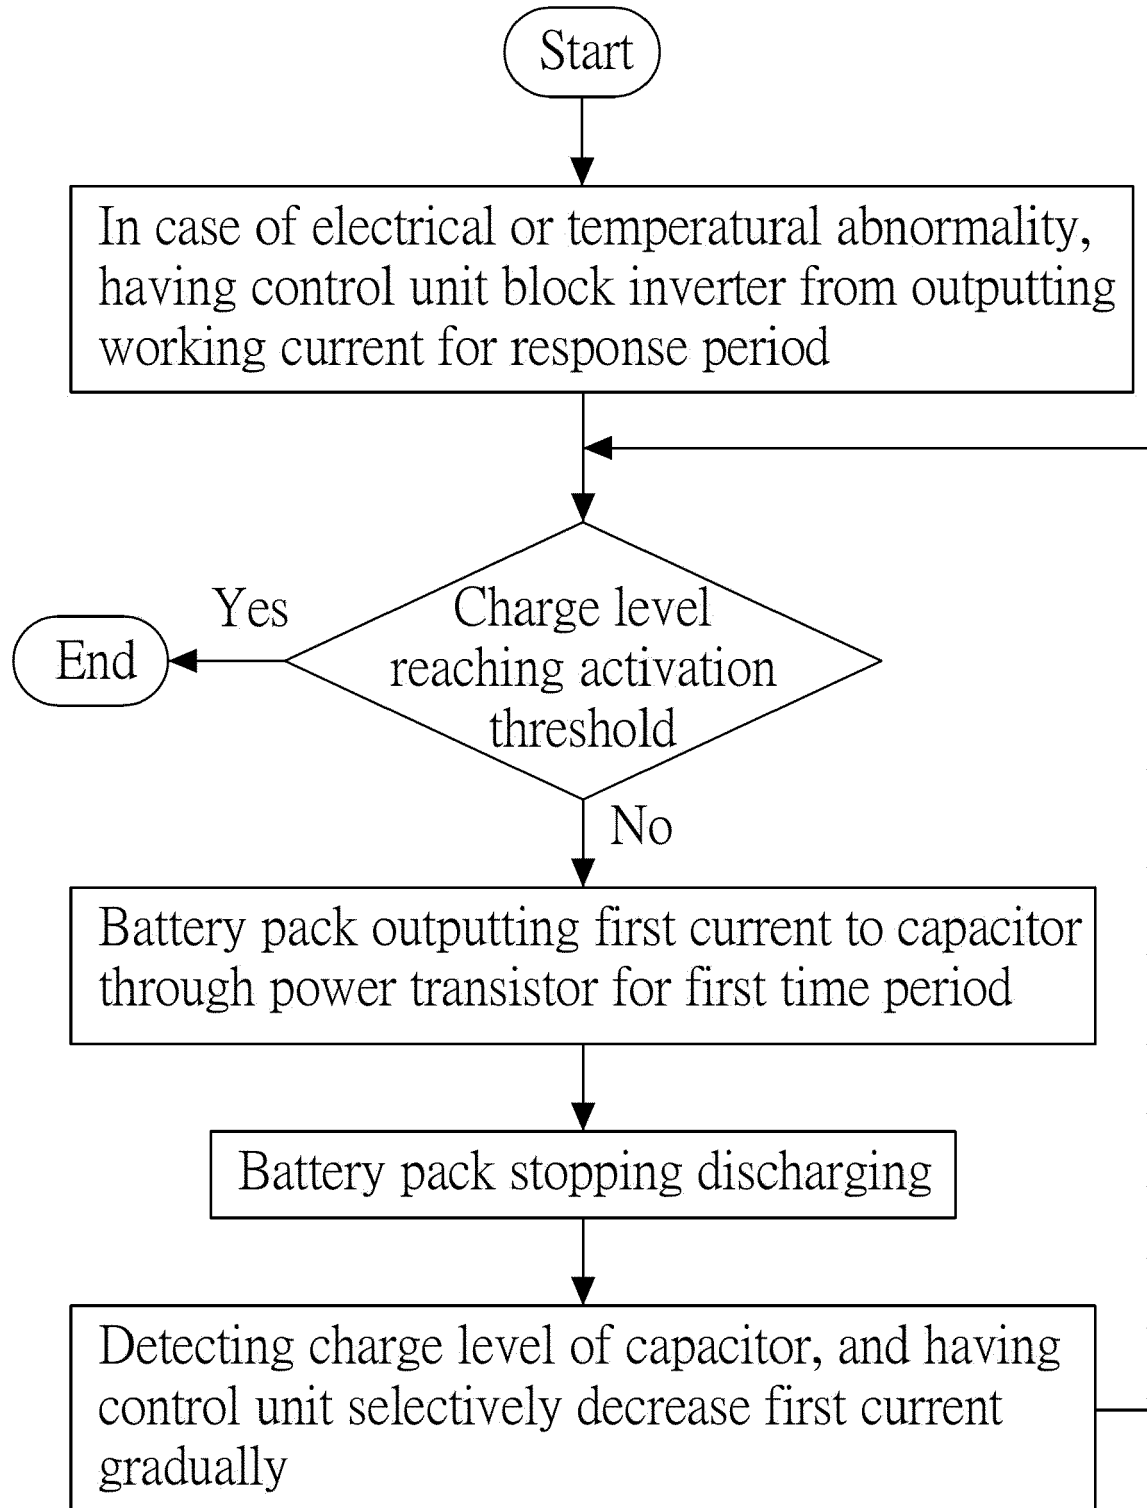 Start
In case of electrical or temperatural abnormality,
having control unit block inverter from outputting
working current for response period
Yes
End
Charge level
reaching activation
threshold
No
Battery pack outputting first current to capacitor
through power transistor for first time period
Battery pack stopping discharging
Detecting charge level of capacitor, and having
control unit selectively decrease first current
gradually